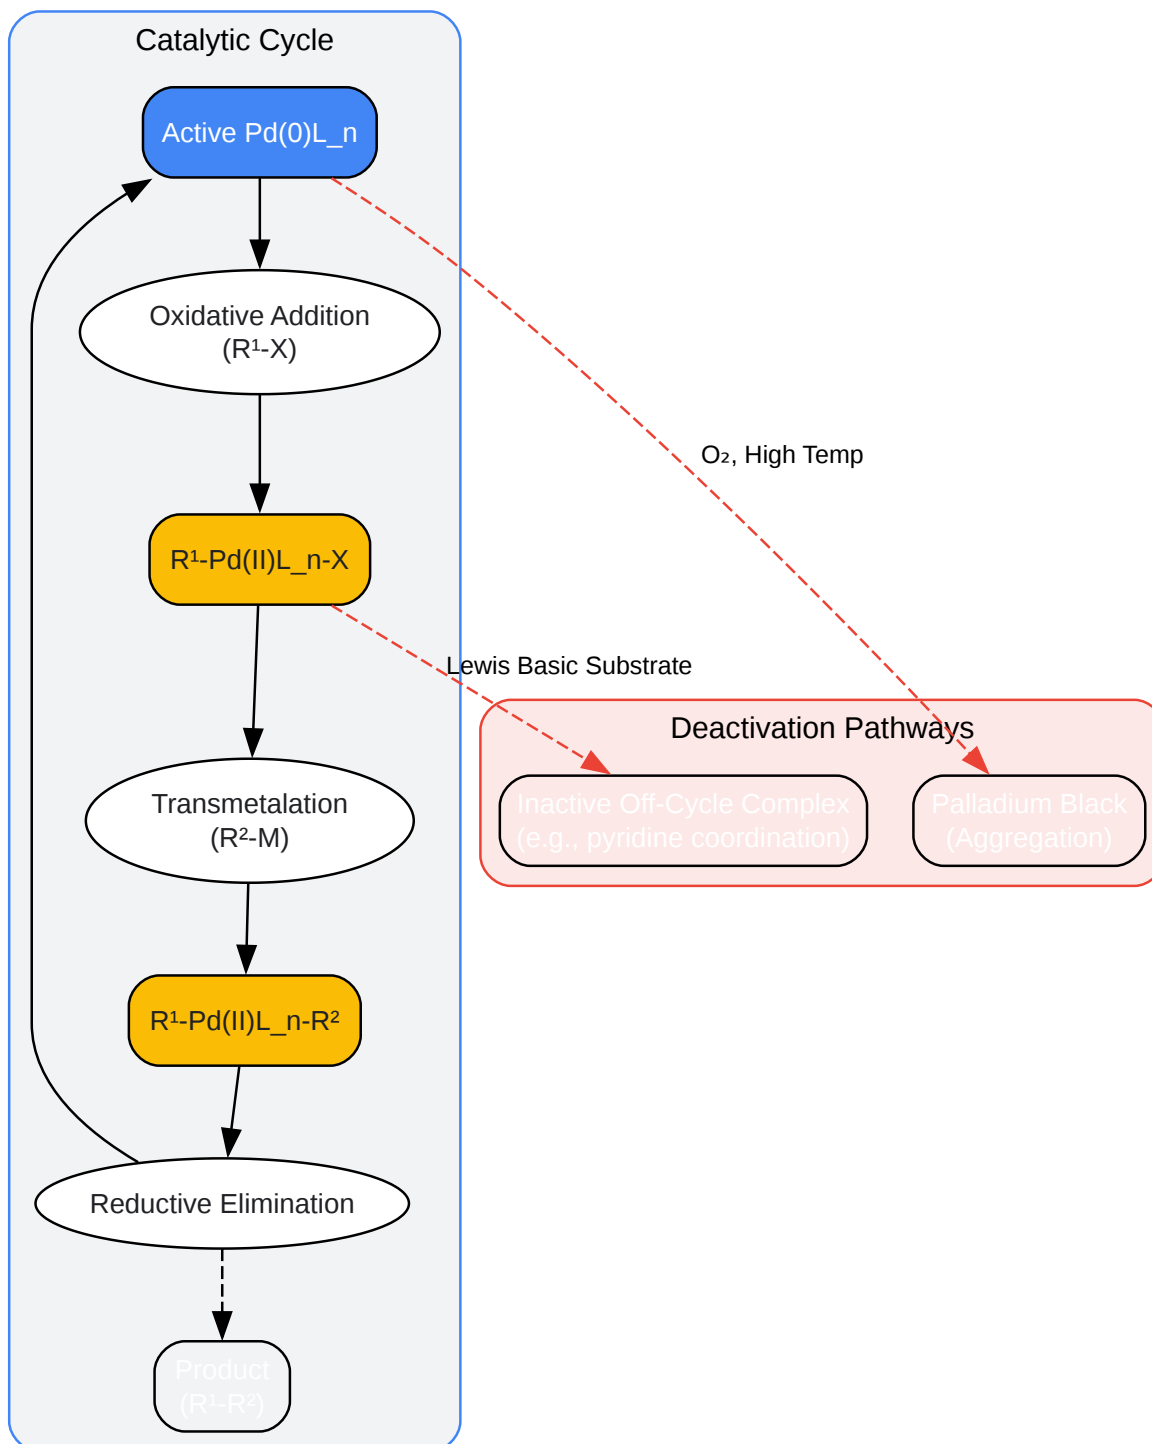 Catalytic Cycle
Active Pd(0)L_n
Oxidative Addition
(R¹-X)
O₂, High Temp
R¹-Pd(II)L_n-X
Lewis Basic Substrate
Deactivation Pathways
Transmetalation
(R²-M)
Inactive Off-Cycle Complex
(e.g., pyridine coordination)
Palladium Black
(Aggregation)
R¹-Pd(II)L_n-R²
Reductive Elimination
Product
(R¹-R²)